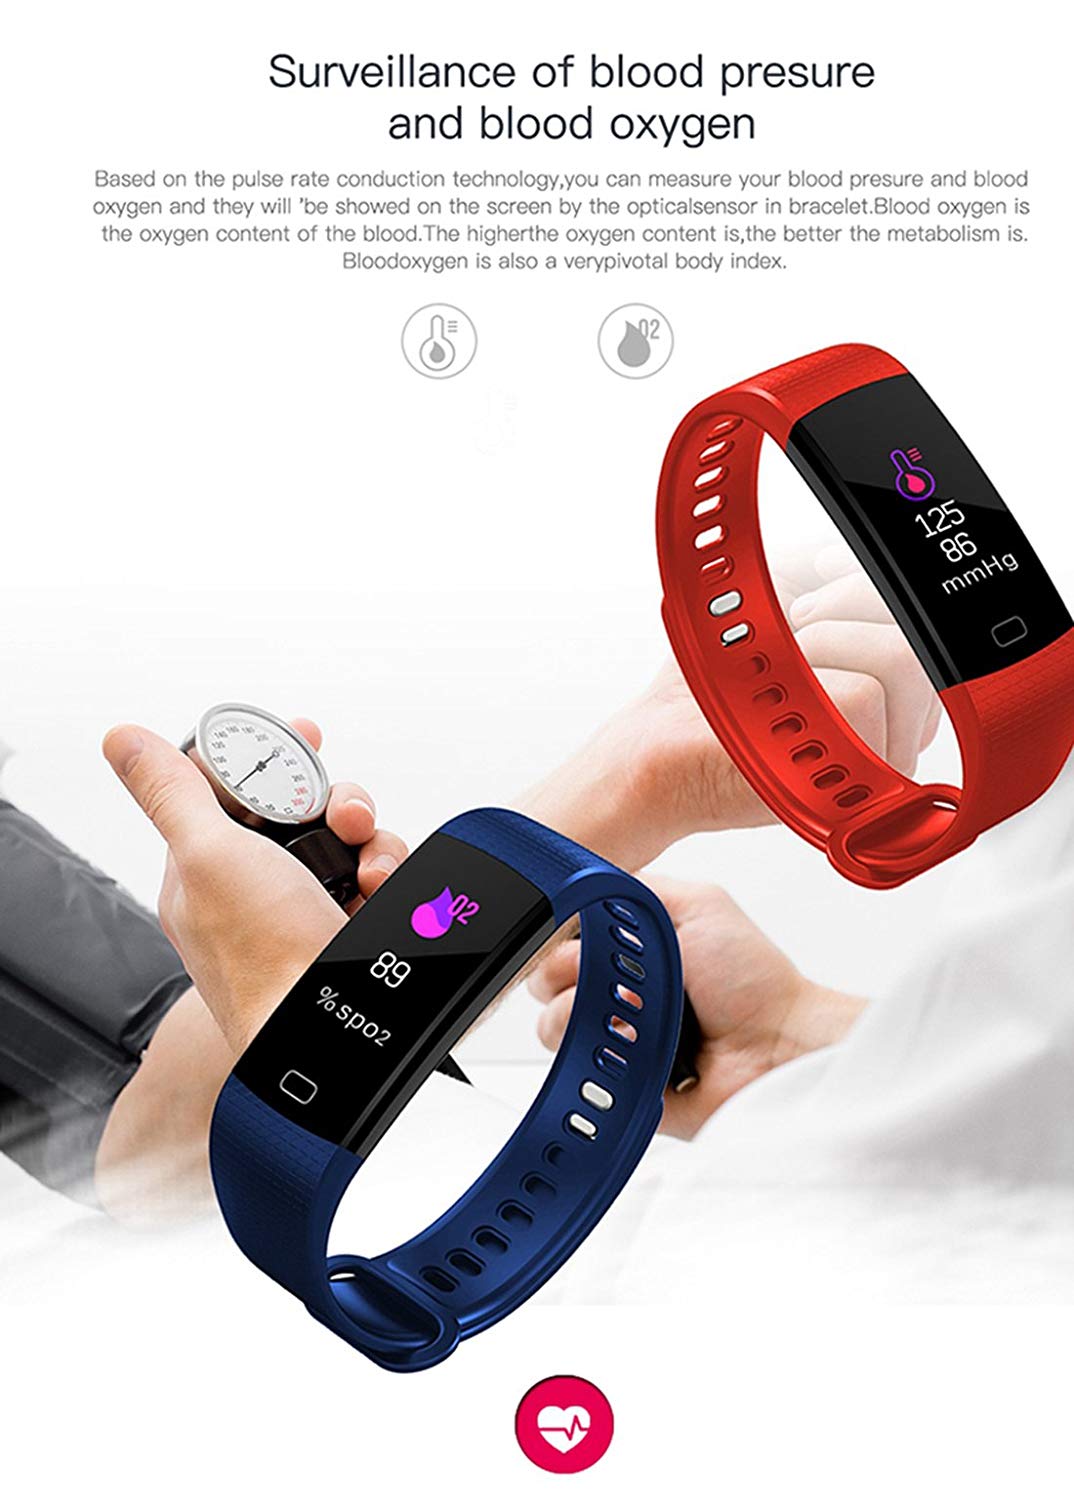 Surveillance of blood presure
and blood oxygen
Based on the pulse rate conduction technology,you can measure your blood presure and blood
oxygen and they will 'be showed on the screen by the opticalsensor in bracelet.Blood oxygen is
the oxygen content of the blood.The higherthe oxygen content is,the better the metabolism is.
Bloodoxygen is also a verypivotal body index.
02
125
86
mmHg
02
89
%spo2